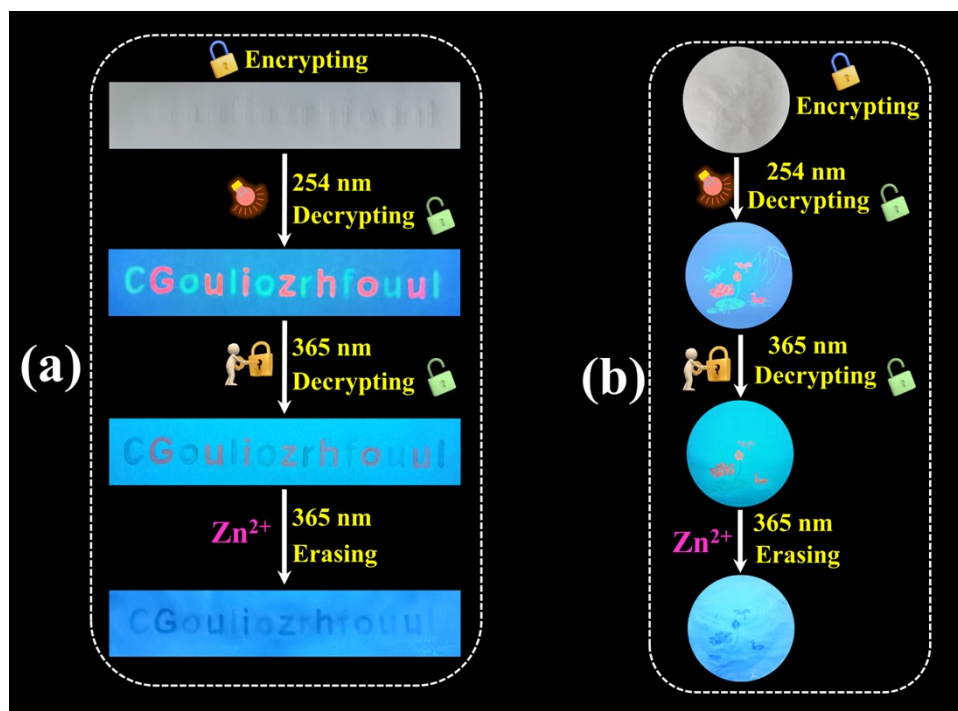 (a)
Encrypting
254 nm
Decrypting
CGouliozrhfouul
365 nm
Decrypting
CGouliozrhfouul
Zn²⁺
365 nm
Erasing
CGouliozrhfouul
(b)
Encrypting
254 nm
Decrypting
365 nm
Decrypting
Zn²⁺
365 nm
Erasing